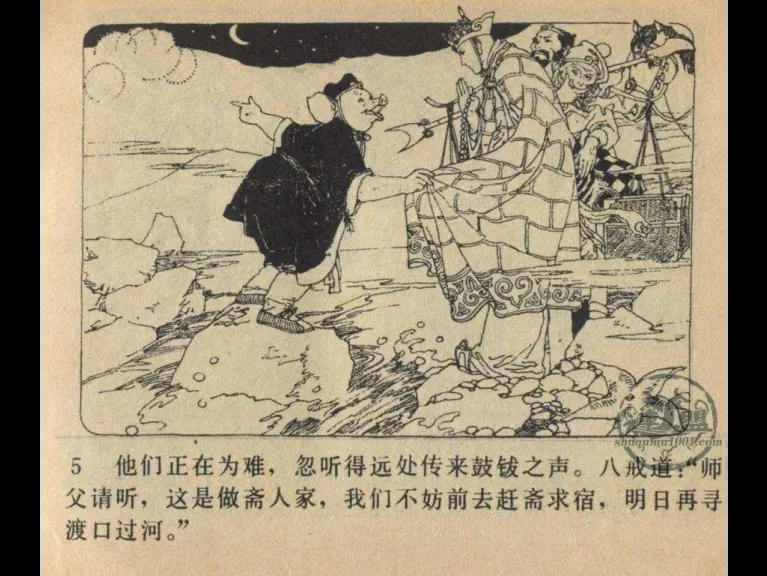 shuquhui1001.com
5 他们正在为难，忽听得远处传来鼓钹之声。八戒道：“师
父请听，这是做斋人家，我们不妨前去赶斋求宿，明日再寻
渡口过河。”